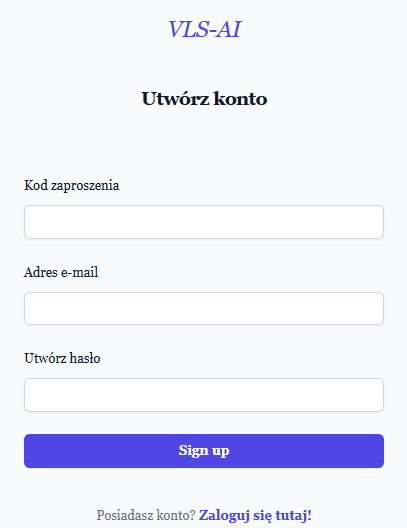 VLS-AI
Utwórz konto
Kod zaproszenia
Adres e-mail
Utwórz hasło
Sign up
Posiadasz konto? Zaloguj się tutaj!